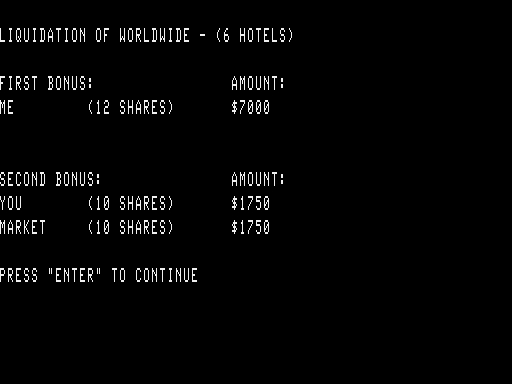 LIQUIDATION OF WORLDWIDE - (6 HOTELS)
FIRST BONUS: AMOUNT:
ME (12 SHARES) $7000
SECOND BONUS: AMOUNT:
YOU (10 SHARES) $1750
MARKET (10 SHARES) $1750
PRESS "ENTER" TO CONTINUE